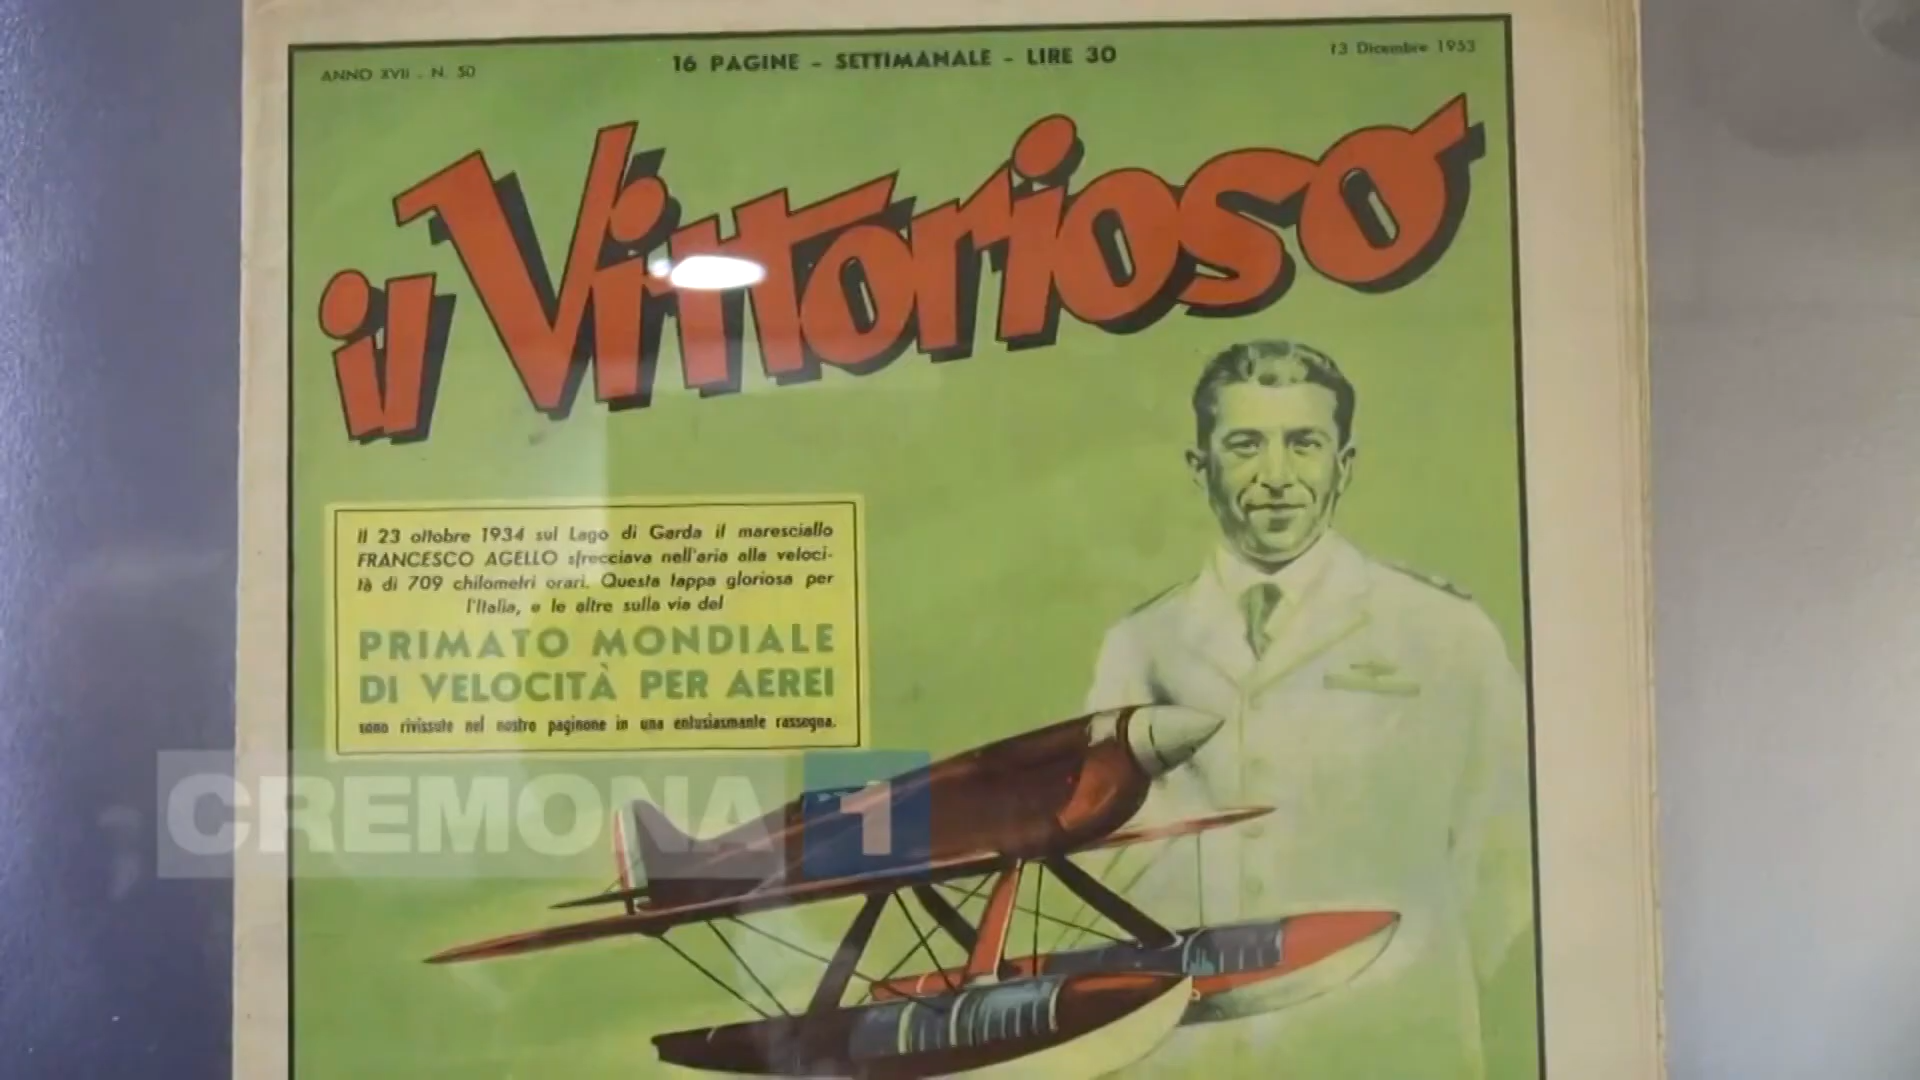 ANNO XVII - N. 50
16 PAGINE - SETTIMANALE - LIRE 30
13 Dicembre 1953
il Vittorioso
Il 23 ottobre 1934 sul Lago di Garda il maresciallo
FRANCESCO AGELLO sfrecciava nell'aria alla veloci-
tà di 709 chilometri orari. Questa tappa gloriosa per
l'Italia, e le altre sulla via del
PRIMATO MONDIALE
DI VELOCITÀ PER AEREI
sono rivissute nel nostro paginone in una entusiasmante rassegna.
CREMONA 1